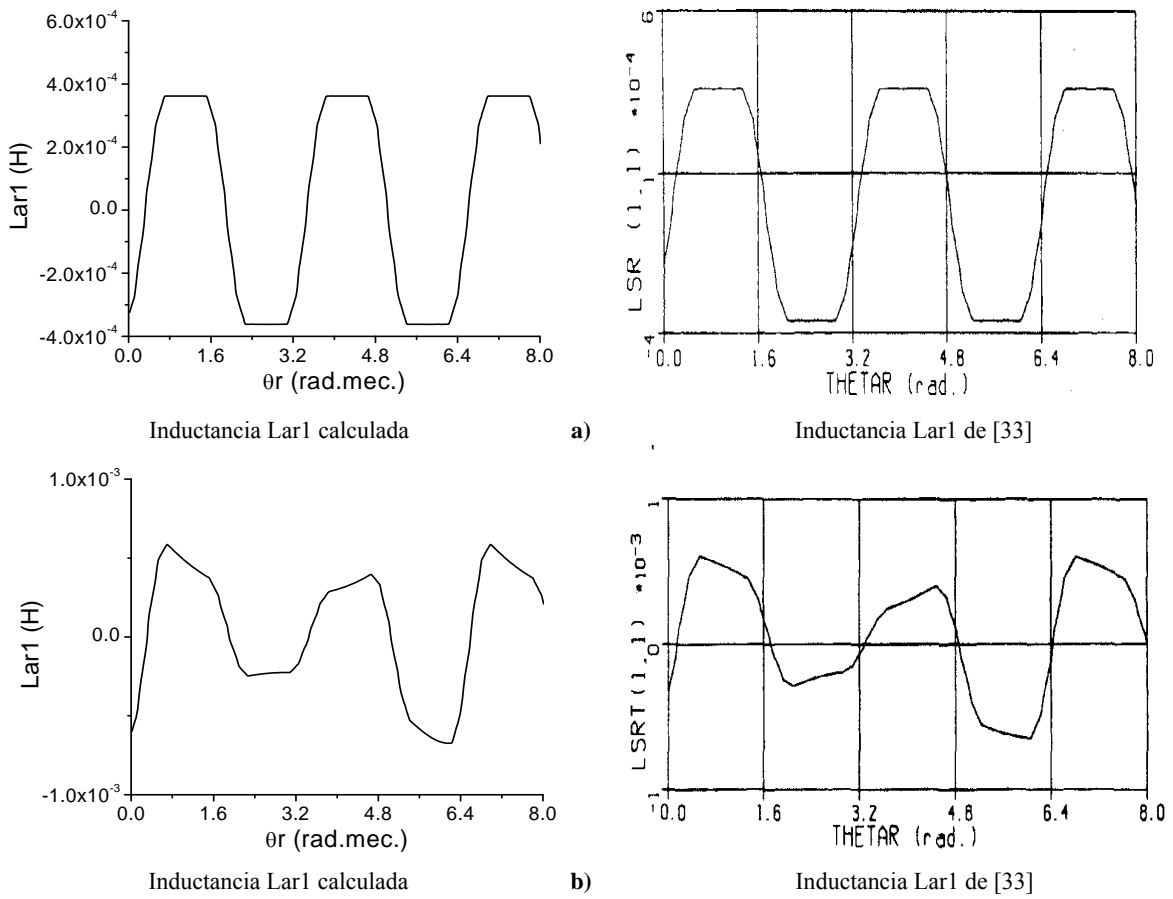 6.0x10⁻⁴
4.0x10⁻⁴
2.0x10⁻⁴
0.0
-2.0x10⁻⁴
-4.0x10⁻⁴
Lar1 (H)
0.0 1.6 3.2 4.8 6.4 8.0
θr (rad.mec.)
6
*10⁻⁴
1
-4
LSR (1,1)
0.0 1.6 3.2 4.8 6.4 8.0
THETAR (rad.)
Inductancia Lar1 calculada
a)
Inductancia Lar1 de [33]
1.0x10⁻³
0.0
-1.0x10⁻³
Lar1 (H)
0.0 1.6 3.2 4.8 6.4 8.0
θr (rad.mec.)
1
*10⁻³
0
1
LSRT(1,1)
0.0 1.6 3.2 4.8 6.4 8.0
THETAR (rad.)
Inductancia Lar1 calculada
b)
Inductancia Lar1 de [33]